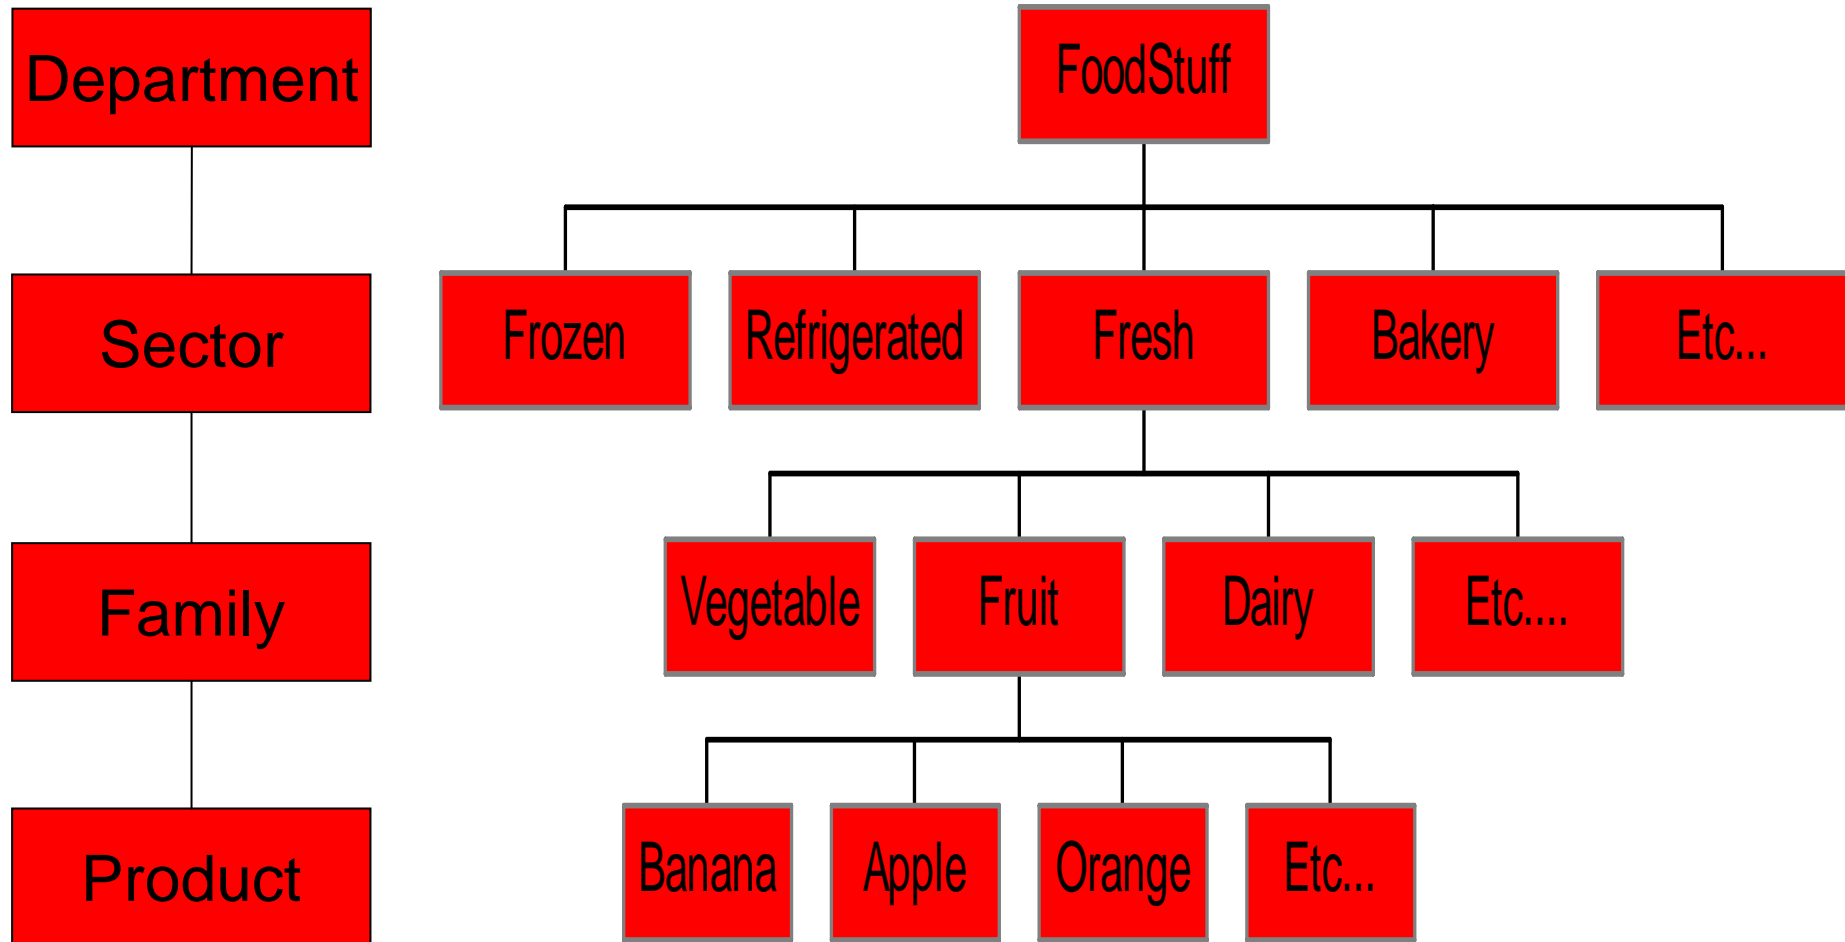 Department
FoodStuff
Sector
Frozen
Refrigerated
Fresh
Bakery
Etc...
Family
Vegetable
Fruit
Dairy
Etc....
Product
Banana
Apple
Orange
Etc...